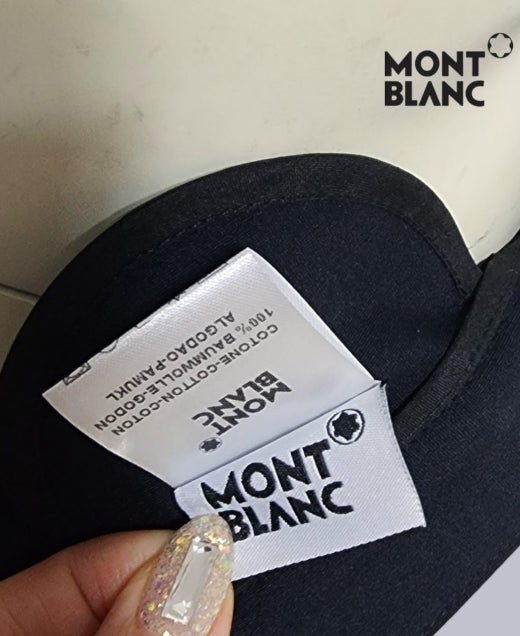 MONT
BLANC
MONT
BLANC
COTONE-COTTON-COTON
100% BAUMWOLLE-GODON
ALGODAO-PAMUKL
MONT
BLANC